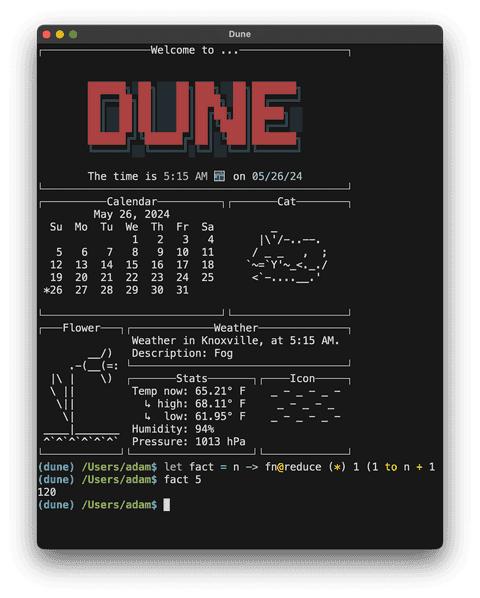 Dune
Welcome to ...
DUNE
The time is 5:15 AM 📅 on 05/26/24
Calendar
May 26, 2024
Su Mo Tu We Th Fr Sa
1 2 3 4
5 6 7 8 9 10 11
12 13 14 15 16 17 18
19 20 21 22 23 24 25
*26 27 28 29 30 31
Cat
Flower
Weather
Weather in Knoxville, at 5:15 AM.
Description: Fog
Stats
Temp now: 65.21° F
↳ high: 68.11° F
↳ low: 61.95° F
Humidity: 94%
Pressure: 1013 hPa
Icon
(dune) /Users/adam$ let fact = n -> fn@reduce (*) 1 (1 to n + 1
(dune) /Users/adam$ fact 5
120
(dune) /Users/adam$